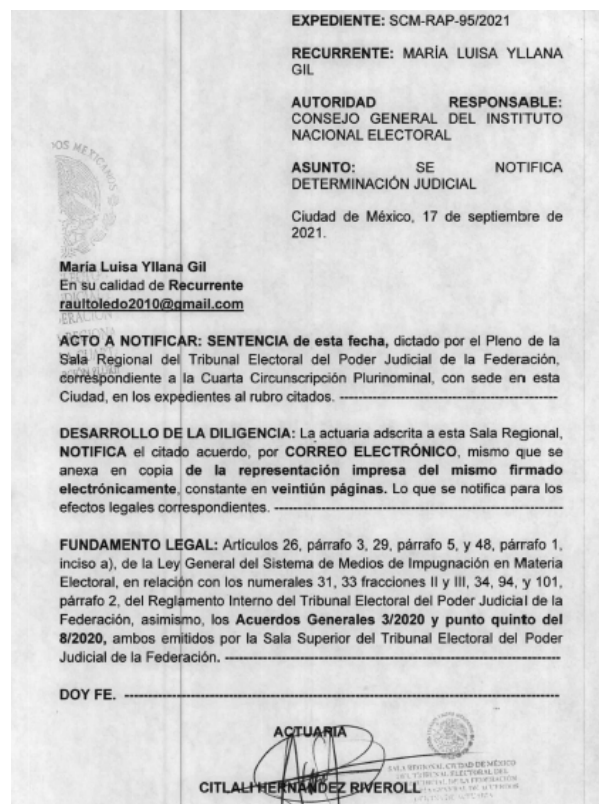 EXPEDIENTE: SCM-RAP-95/2021
RECURRENTE: MARÍA LUISA YLLANA
GIL
AUTORIDAD RESPONSABLE:
CONSEJO GENERAL DEL INSTITUTO
NACIONAL ELECTORAL
ASUNTO: SE NOTIFICA
DETERMINACIÓN JUDICIAL
Ciudad de México, 17 de septiembre de
2021.
María Luisa Yllana Gil
En su calidad de Recurrente
raultoledo2010@gmail.com
ACTO A NOTIFICAR: SENTENCIA de esta fecha, dictado por el Pleno de la
Sala Regional del Tribunal Electoral del Poder Judicial de la Federación,
correspondiente a la Cuarta Circunscripción Plurinominal, con sede en esta
Ciudad, en los expedientes al rubro citados. ----------------------------------------
DESARROLLO DE LA DILIGENCIA: La actuaria adscrita a esta Sala Regional,
NOTIFICA el citado acuerdo, por CORREO ELECTRÓNICO, mismo que se
anexa en copia de la representación impresa del mismo firmado
electrónicamente, constante en veintiún páginas. Lo que se notifica para los
efectos legales correspondientes. -----------------------------------------------------
FUNDAMENTO LEGAL: Artículos 26, párrafo 3, 29, párrafo 5, y 48, párrafo 1,
inciso a), de la Ley General del Sistema de Medios de Impugnación en Materia
Electoral, en relación con los numerales 31, 33 fracciones II y III, 34, 94, y 101,
párrafo 2, del Reglamento Interno del Tribunal Electoral del Poder Judicial de la
Federación, asimismo, los Acuerdos Generales 3/2020 y punto quinto del
8/2020, ambos emitidos por la Sala Superior del Tribunal Electoral del Poder
Judicial de la Federación. -------------------------------------------------------------
DOY FE. --------------------------------------------------------------------------------
ACTUARIA
SALA REGIONAL CIUDAD DE MÉXICO
CITLALI HERNÁNDEZ RIVEROLL